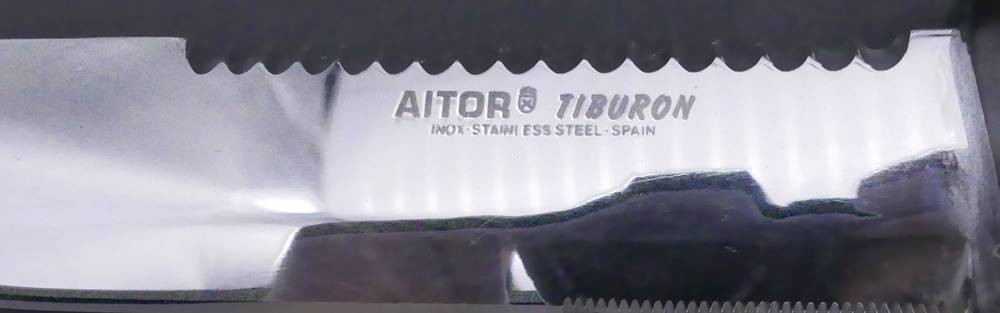 AITOR TIBURON
INOX·STAINLESS STEEL·SPAIN